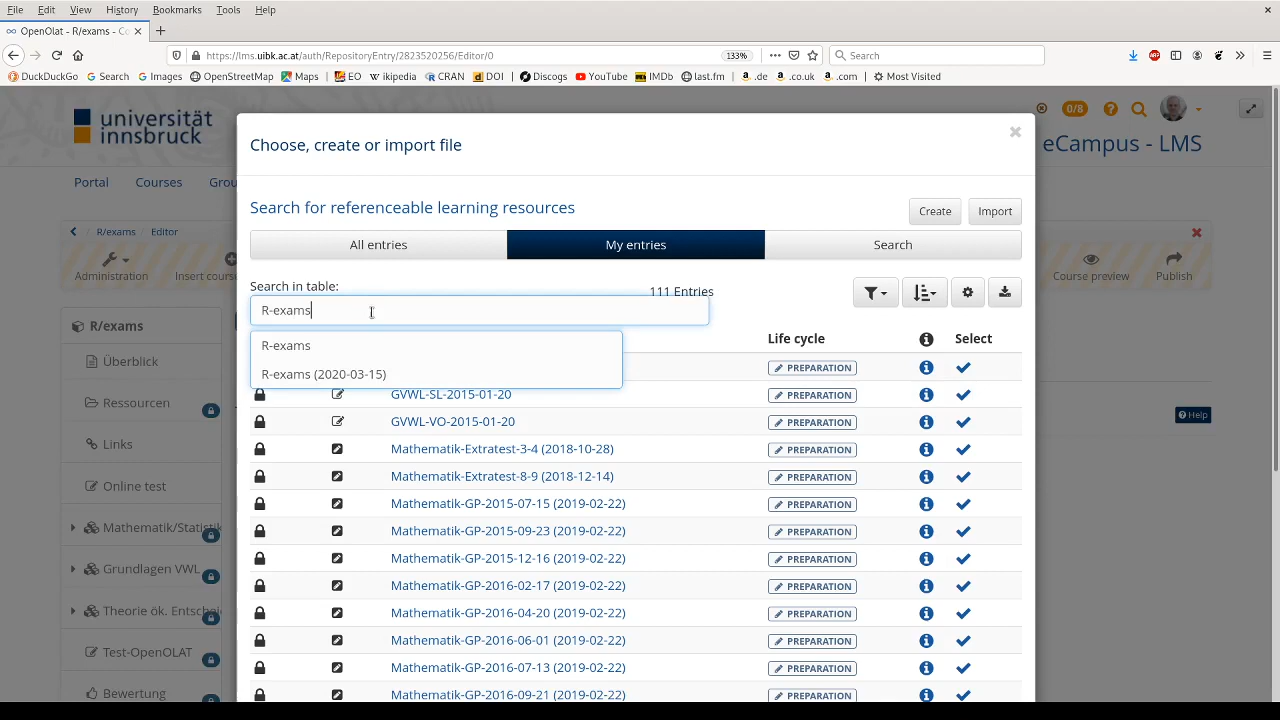 File Edit View History Bookmarks Tools Help
OpenOlat - R/exams - Co
https://lms.uibk.ac.at/auth/RepositoryEntry/2823520256/Editor/0
133%
Search
DuckDuckGo Search Images OpenStreetMap Maps EO wikipedia CRAN DOI Discogs YouTube IMDb last.fm .de .co.uk .com Most Visited
universität
innsbruck
0/8
eCampus - LMS
Portal Courses Grou
R/exams Editor
Administration Insert cours
Course preview Publish
R/exams
Überblick
Ressourcen
Links
Online test
Mathematik/Statistik
Grundlagen VWL
Theorie ök. Entschei
Test-OpenOLAT
Bewertung
Help
Choose, create or import file
Search for referenceable learning resources
Create Import
All entries My entries Search
Search in table:
111 Entries
R-exams
R-exams
R-exams (2020-03-15)
Life cycle Select
PREPARATION
GVWL-SL-2015-01-20 PREPARATION
GVWL-VO-2015-01-20 PREPARATION
Mathematik-Extratest-3-4 (2018-10-28) PREPARATION
Mathematik-Extratest-8-9 (2018-12-14) PREPARATION
Mathematik-GP-2015-07-15 (2019-02-22) PREPARATION
Mathematik-GP-2015-09-23 (2019-02-22) PREPARATION
Mathematik-GP-2015-12-16 (2019-02-22) PREPARATION
Mathematik-GP-2016-02-17 (2019-02-22) PREPARATION
Mathematik-GP-2016-04-20 (2019-02-22) PREPARATION
Mathematik-GP-2016-06-01 (2019-02-22) PREPARATION
Mathematik-GP-2016-07-13 (2019-02-22) PREPARATION
Mathematik-GP-2016-09-21 (2019-02-22) PREPARATION